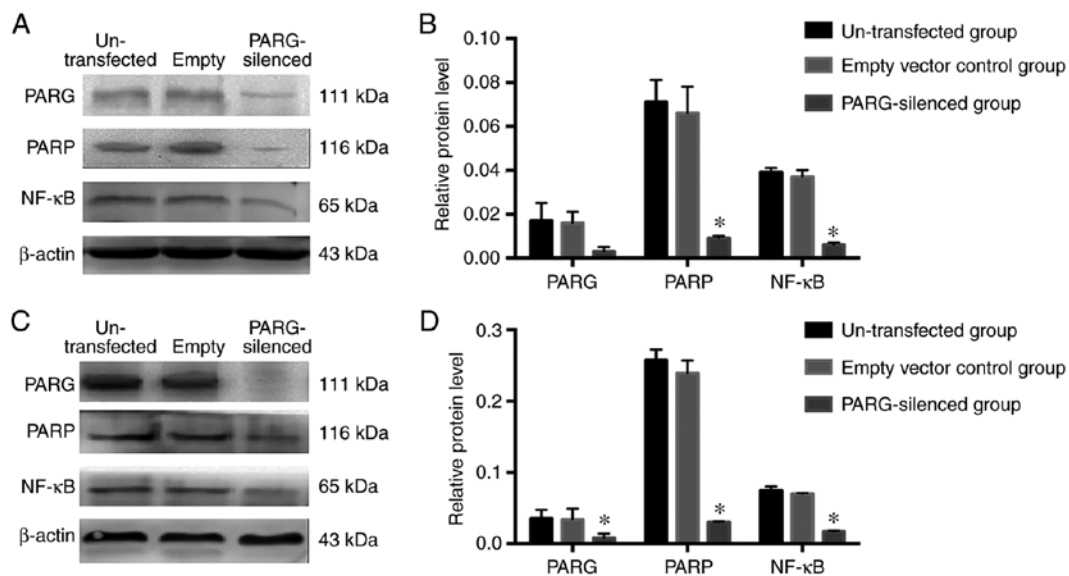 A
Un-
transfected
Empty
PARG-
silenced
PARG
111 kDa
PARP
116 kDa
NF-κB
65 kDa
β-actin
43 kDa
B
Relative protein level
0.10
0.08
0.06
0.04
0.02
0.00
*
*
PARG
PARP
NF-κB
Un-transfected group
Empty vector control group
PARG-silenced group
C
Un-
transfected
Empty
PARG-
silenced
PARG
111 kDa
PARP
116 kDa
NF-κB
65 kDa
β-actin
43 kDa
D
Relative protein level
0.3
0.2
0.1
0.0
*
*
*
PARG
PARP
NF-κB
Un-transfected group
Empty vector control group
PARG-silenced group